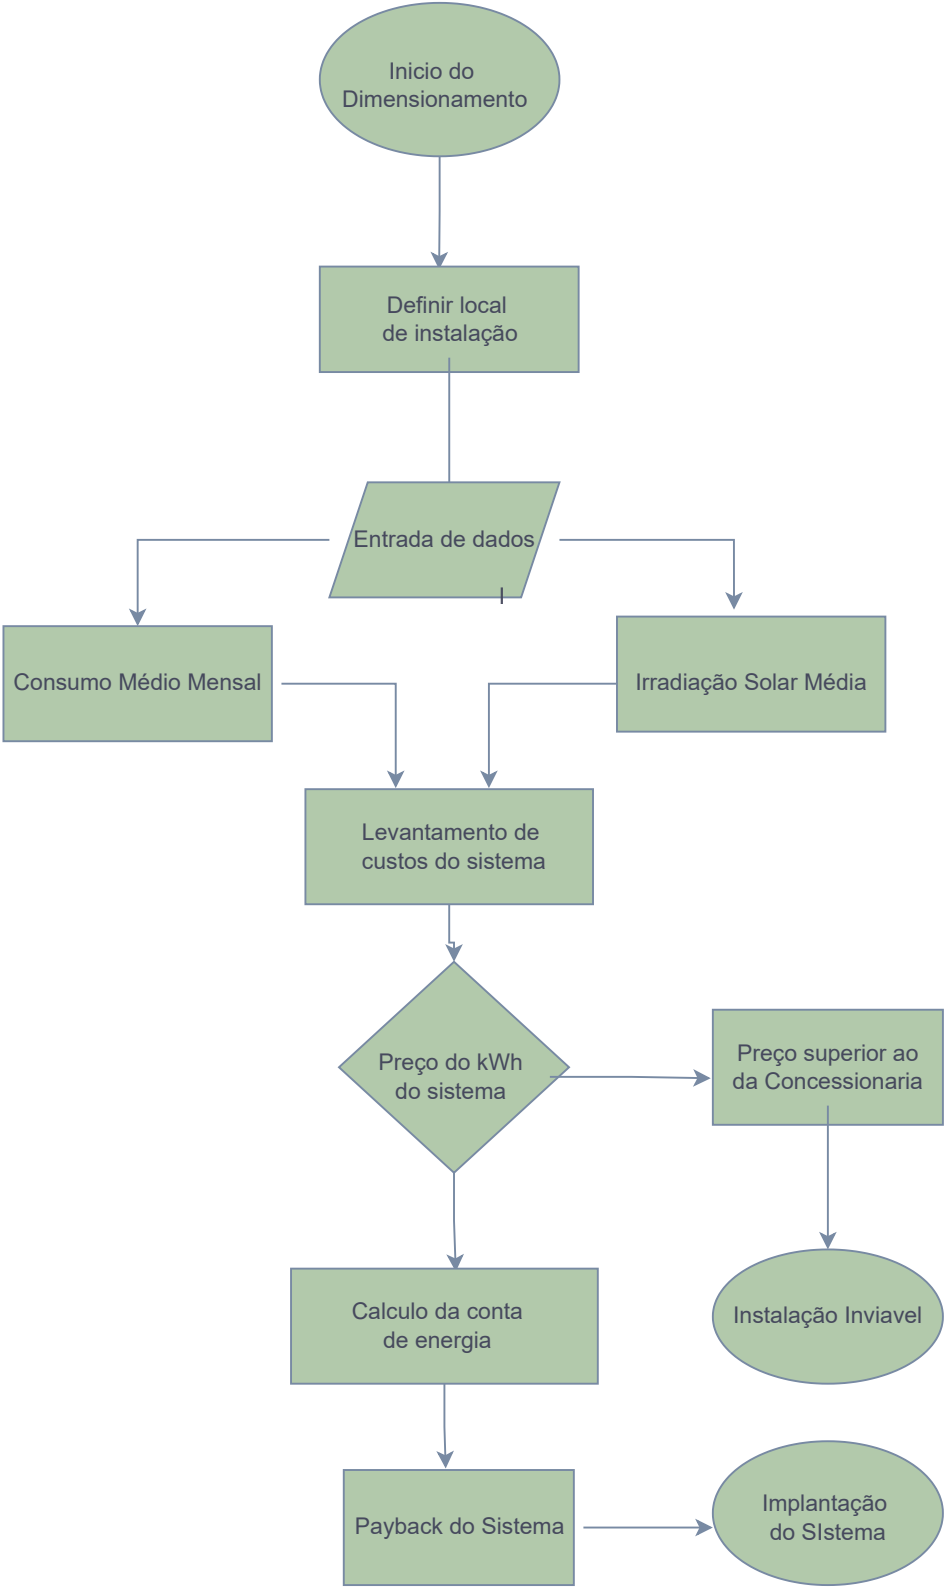 Inicio do
Dimensionamento
Definir local
de instalação
Entrada de dados
Consumo Médio Mensal
Irradiação Solar Média
Levantamento de
custos do sistema
Preço do kWh
do sistema
Preço superior ao
da Concessionaria
Instalação Inviavel
Calculo da conta
de energia
Payback do Sistema
Implantação
do SIstema